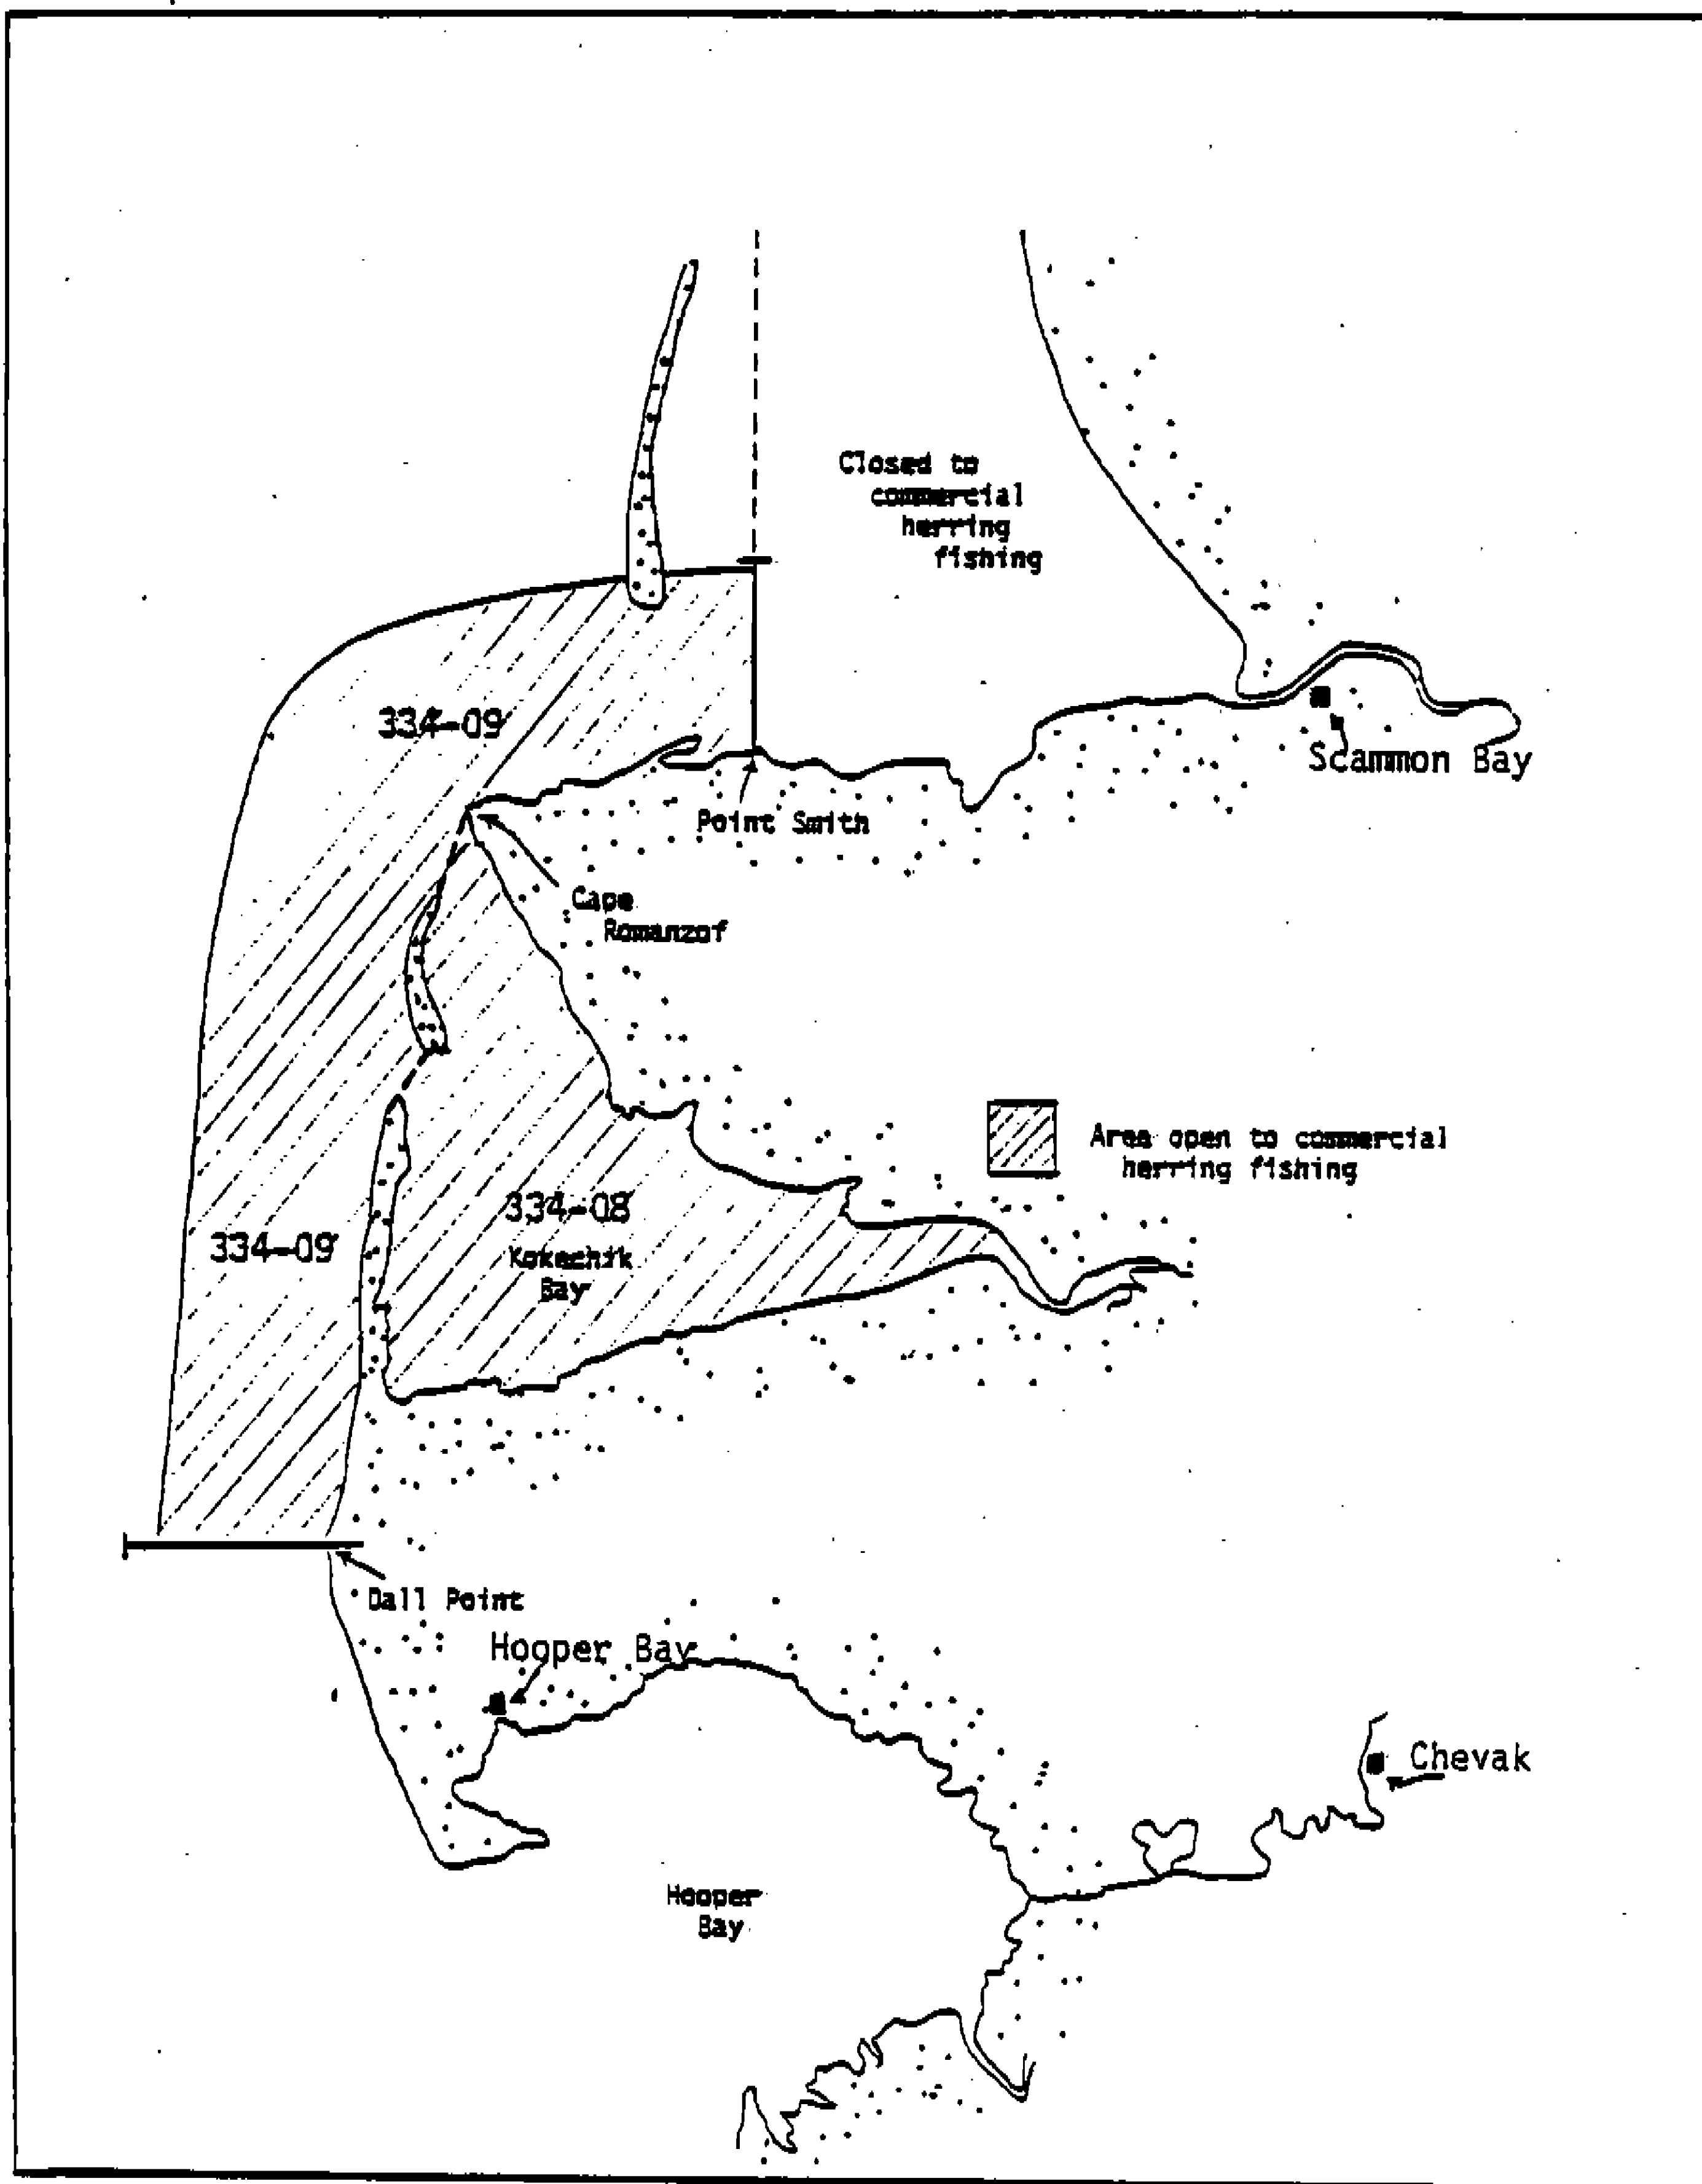 Closed to
commercial
herring
fishing
334-09
Scammon Bay
Point Smith
Cape
Romanzof
Area open to commercial
herring fishing
334-08
334-09
Kokechik
Bay
Dall Point
Hooper Bay
Chevak
Hooper
Bay